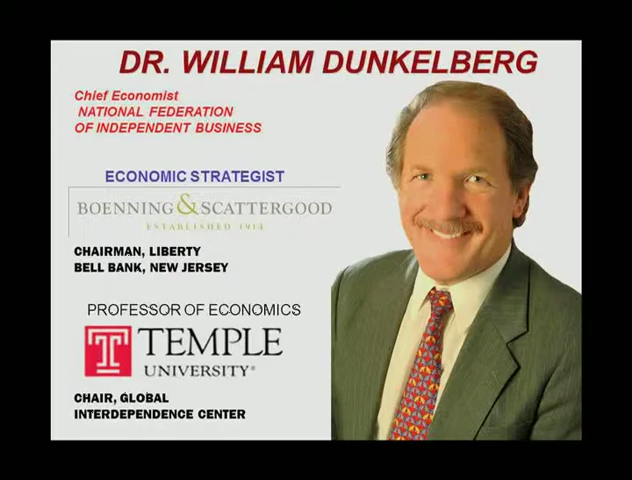 DR. WILLIAM DUNKELBERG
Chief Economist
NATIONAL FEDERATION
OF INDEPENDENT BUSINESS
ECONOMIC STRATEGIST
BOENNING & SCATTERGOOD
ESTABLISHED 1914
CHAIRMAN, LIBERTY
BELL BANK, NEW JERSEY
PROFESSOR OF ECONOMICS
T TEMPLE
UNIVERSITY®
CHAIR, GLOBAL
INTERDEPENDENCE CENTER